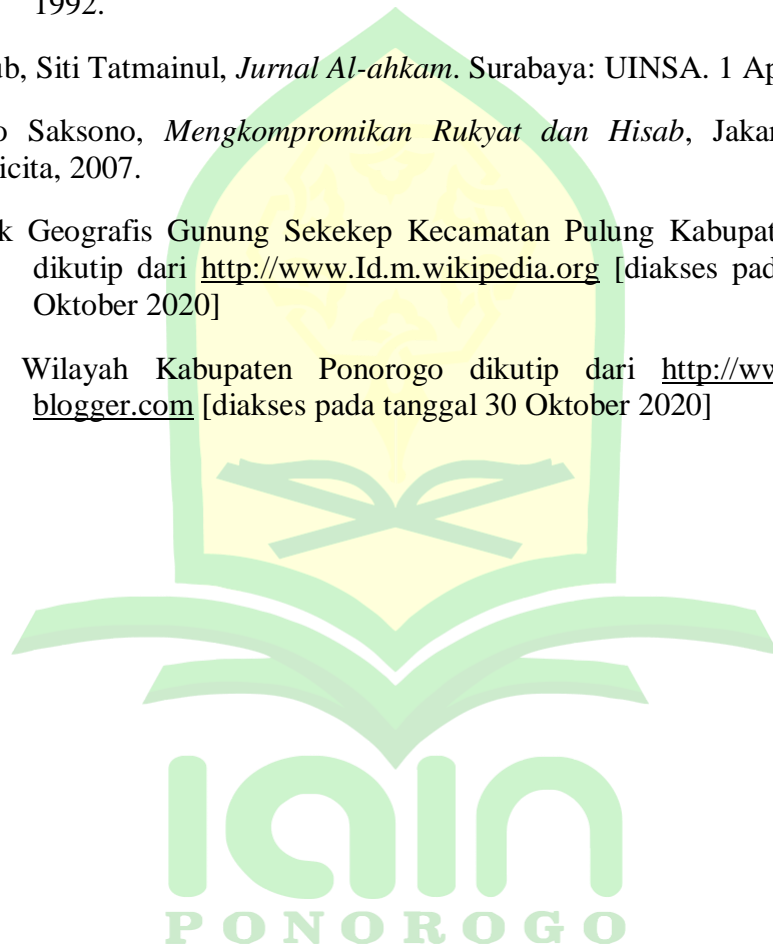 1992.
ub, Siti Tatmainul, Jurnal Al-ahkam. Surabaya: UINSA. 1 Ap
o Saksono, Mengkompromikan Rukyat dan Hisab, Jakar
icita, 2007.
k Geografis Gunung Sekekep Kecamatan Pulung Kabupat
dikutip dari http://www.Id.m.wikipedia.org [diakses pad
Oktober 2020]
Wilayah Kabupaten Ponorogo dikutip dari http://ww
blogger.com [diakses pada tanggal 30 Oktober 2020]
iain
PONOROGO